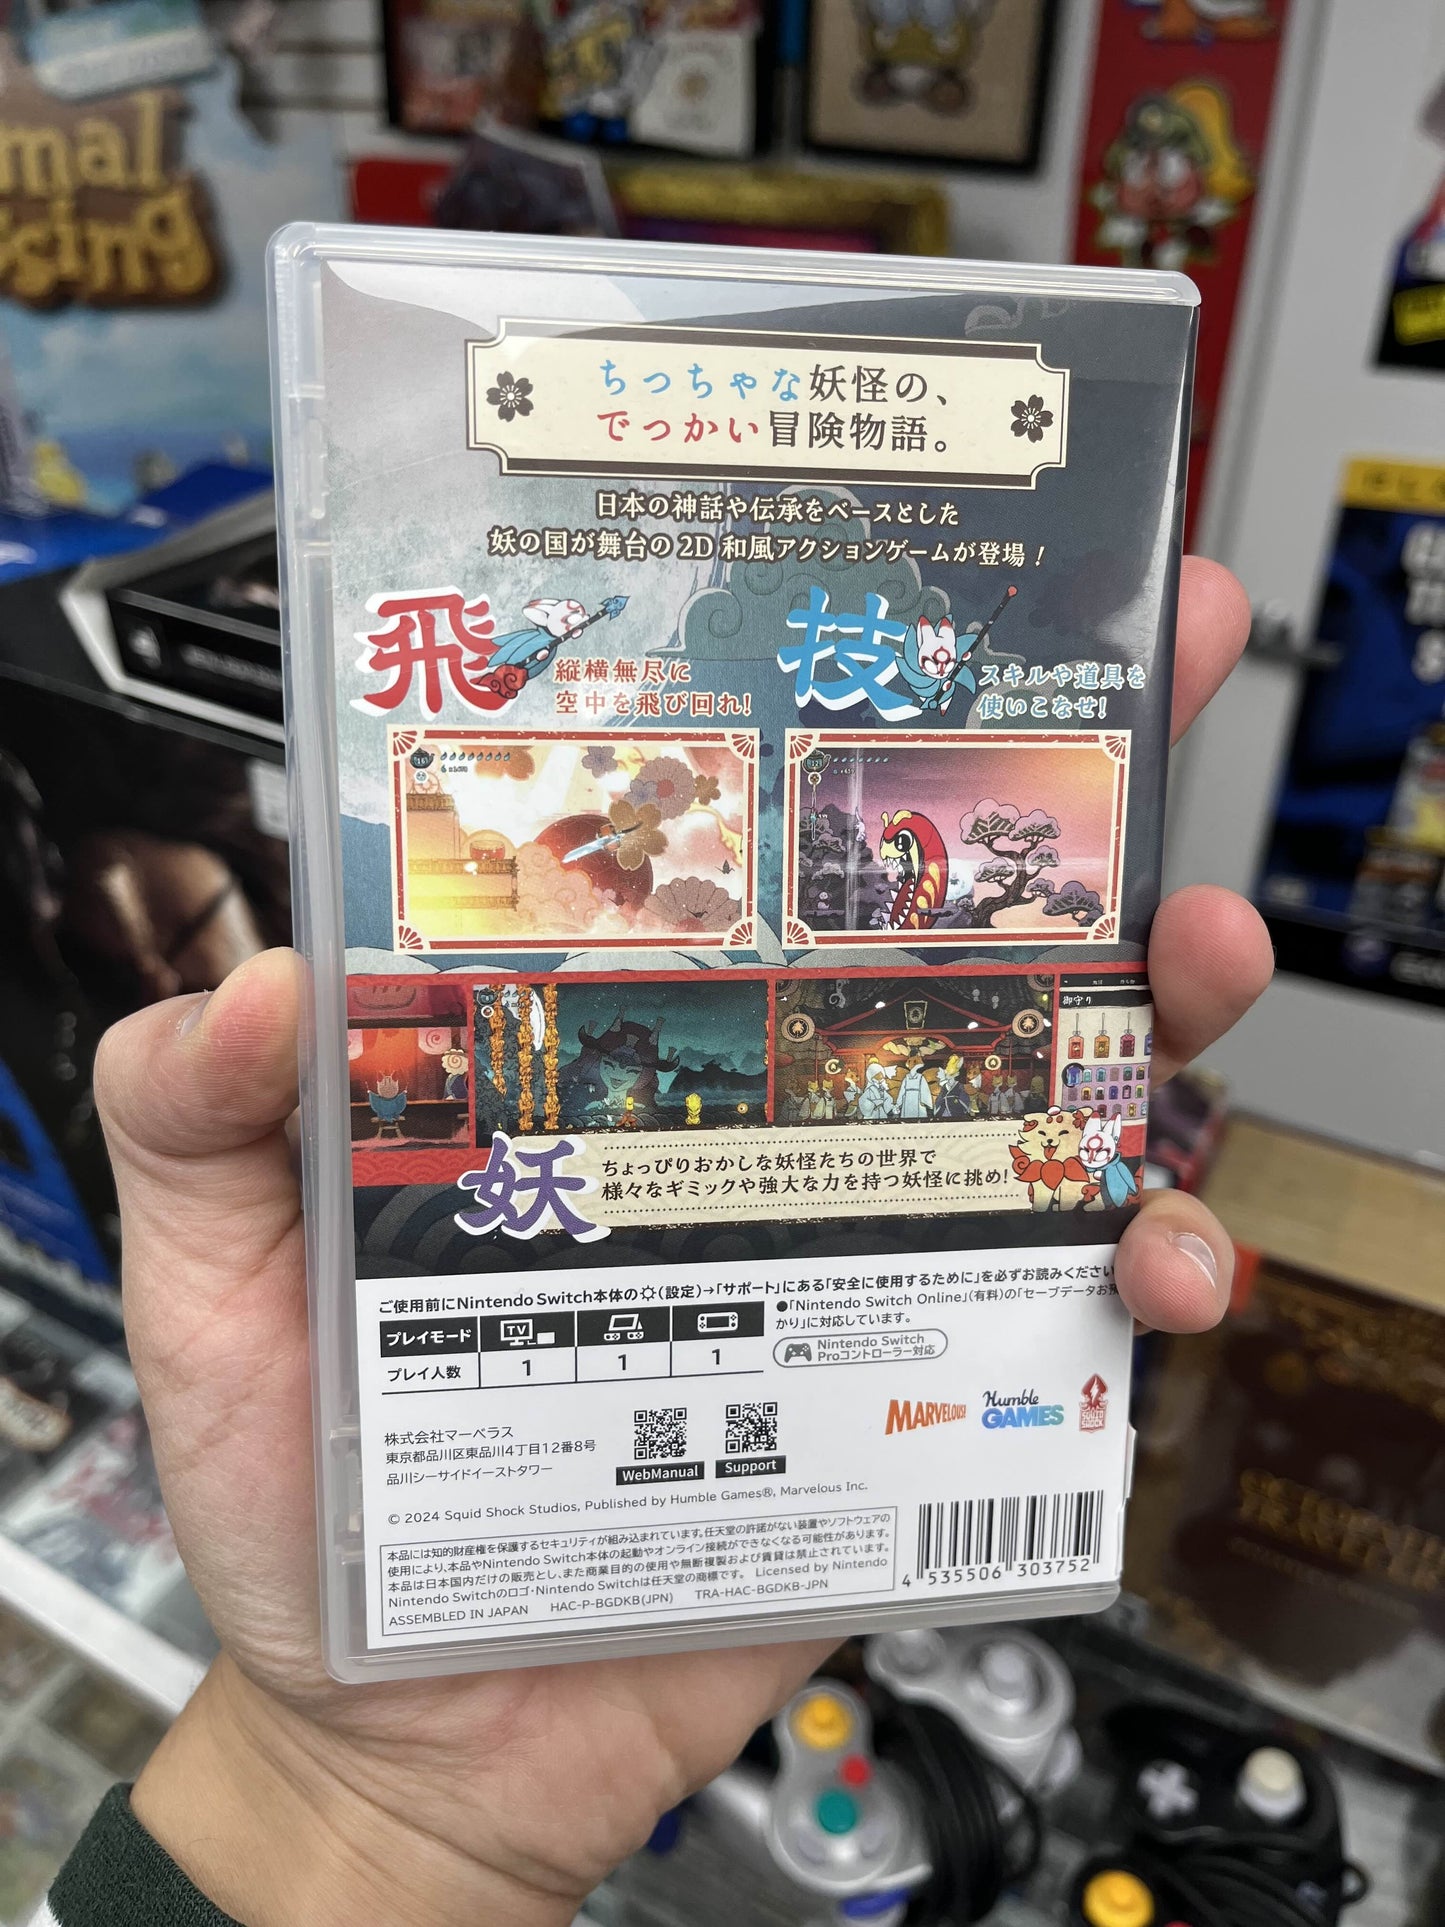 ちっちゃな妖怪の、
でっかい冒険物語。
日本の神話や伝承をベースとした
妖の国が舞台の2D和風アクションゲームが登場！
飛
縦横無尽に
空中を飛び回れ！
技
スキルや道具を
使いこなせ！
御守り
妖
ちょっぴりおかしな妖怪たちの世界で
様々なギミックや強大な力を持つ妖怪に挑め！
ご使用前にNintendo Switch本体の(設定)→「サポート」にある「安全に使用するために」を必ずお読みください
プレイモード TV
プレイ人数 1 1 1
●「Nintendo Switch Online」(有料)の「セーブデータお預
かり」に対応しています。
Nintendo Switch
Proコントローラー対応
MARVELOUS!
Humble
GAMES
SQUID
SHOCK
株式会社マーベラス
東京都品川区東品川4丁目12番8号
品川シーサイドイーストタワー
WebManual
Support
© 2024 Squid Shock Studios, Published by Humble Games®, Marvelous Inc.
本品には知的財産権を保護するセキュリティが組み込まれています。任天堂の許諾がない装置やソフトウェアの
使用により、本品やNintendo Switch本体の起動やオンライン接続ができなくなる可能性があります。
本品は日本国内だけの販売とし、また商業目的の使用や無断複製および賃貸は禁止されています。
Nintendo Switchのロゴ・Nintendo Switchは任天堂の商標です。 Licensed by Nintendo
ASSEMBLED IN JAPAN HAC-P-BGDKB(JPN) TRA-HAC-BGDKB-JPN
4 535506 303752
mal
ssing